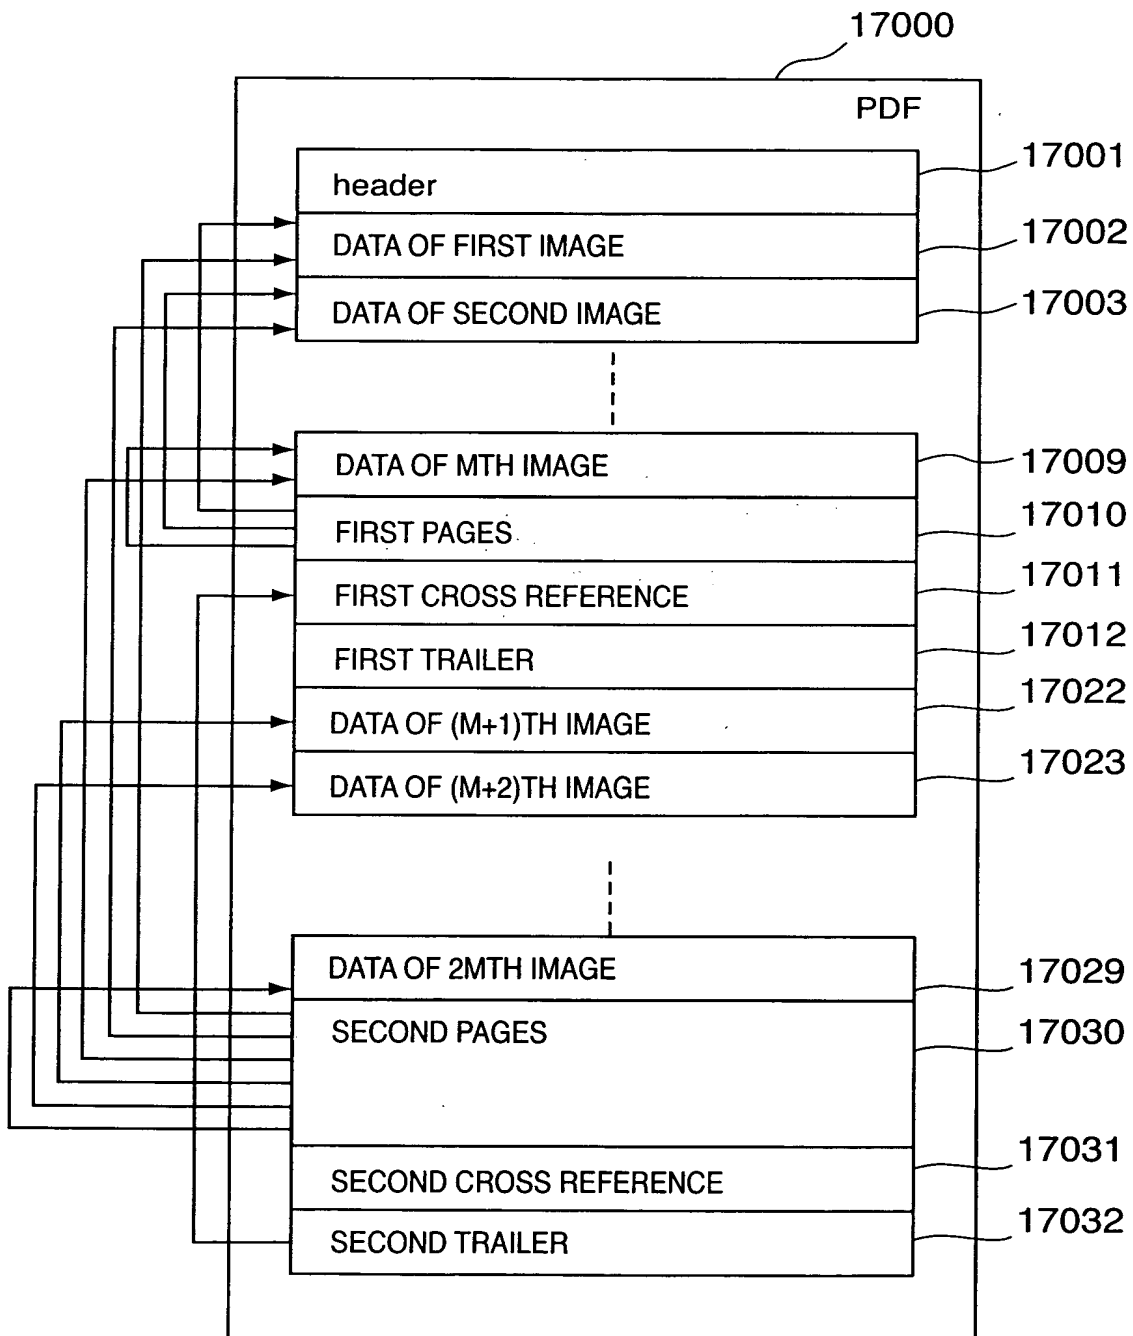 17000
PDF
header
17001
DATA OF FIRST IMAGE
17002
DATA OF SECOND IMAGE
17003
DATA OF MTH IMAGE
17009
FIRST PAGES
17010
FIRST CROSS REFERENCE
17011
FIRST TRAILER
17012
DATA OF (M+1)TH IMAGE
17022
DATA OF (M+2)TH IMAGE
17023
DATA OF 2MTH IMAGE
17029
SECOND PAGES
17030
SECOND CROSS REFERENCE
17031
SECOND TRAILER
17032